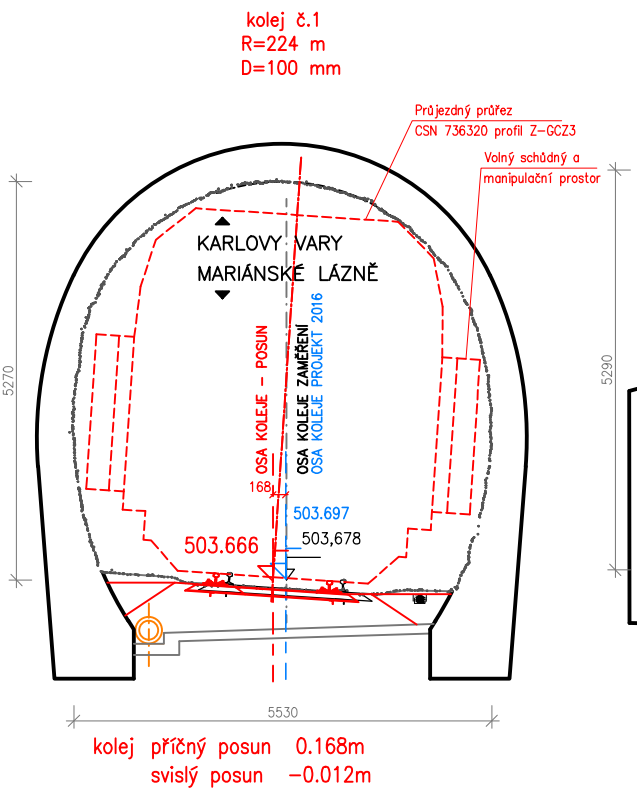 kolej č.1
R=224 m
D=100 mm
Průjezdný průřez
CSN 736320 profil Z-GCZ3
Volný schůdný a
manipulační prostor
KARLOVY VARY
MARIÁNSKÉ LÁZNĚ
5270
5290
OSA KOLEJE - POSUN
OSA KOLEJE ZAMĚŘENÍ
OSA KOLEJE PROJEKT 2016
168
503.697
503.666
503,678
5530
kolej příčný posun 0.168m
svislý posun -0.012m